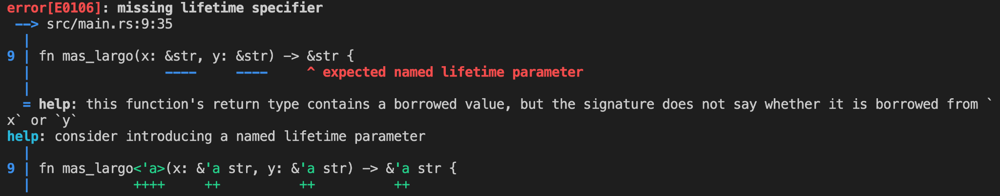 error[E0106]: missing lifetime specifier
 --> src/main.rs:9:35
  |
9 | fn mas_largo(x: &str, y: &str) -> &str {
  |                 ----     ----     ^ expected named lifetime parameter
  |
  = help: this function's return type contains a borrowed value, but the signature does not say whether it is borrowed from `
x` or `y`
help: consider introducing a named lifetime parameter
  |
9 | fn mas_largo<'a>(x: &'a str, y: &'a str) -> &'a str {
  |             ++++     ++          ++          ++